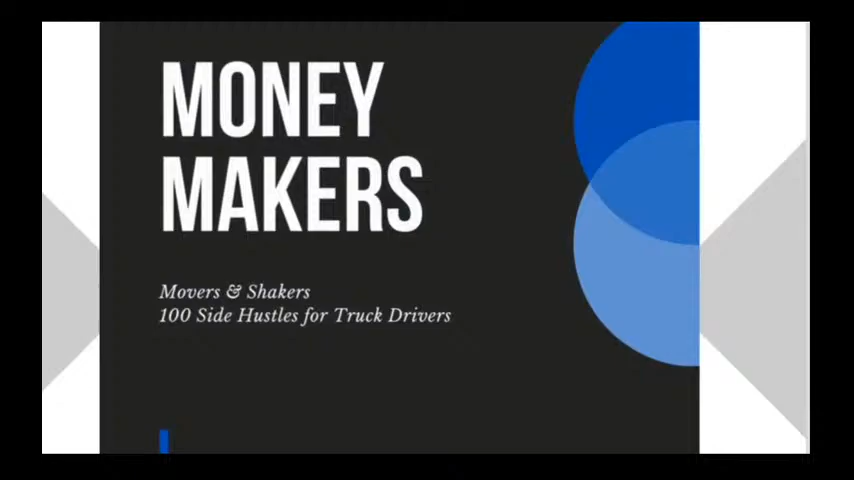 MONEY
MAKERS
Movers & Shakers
100 Side Hustles for Truck Drivers